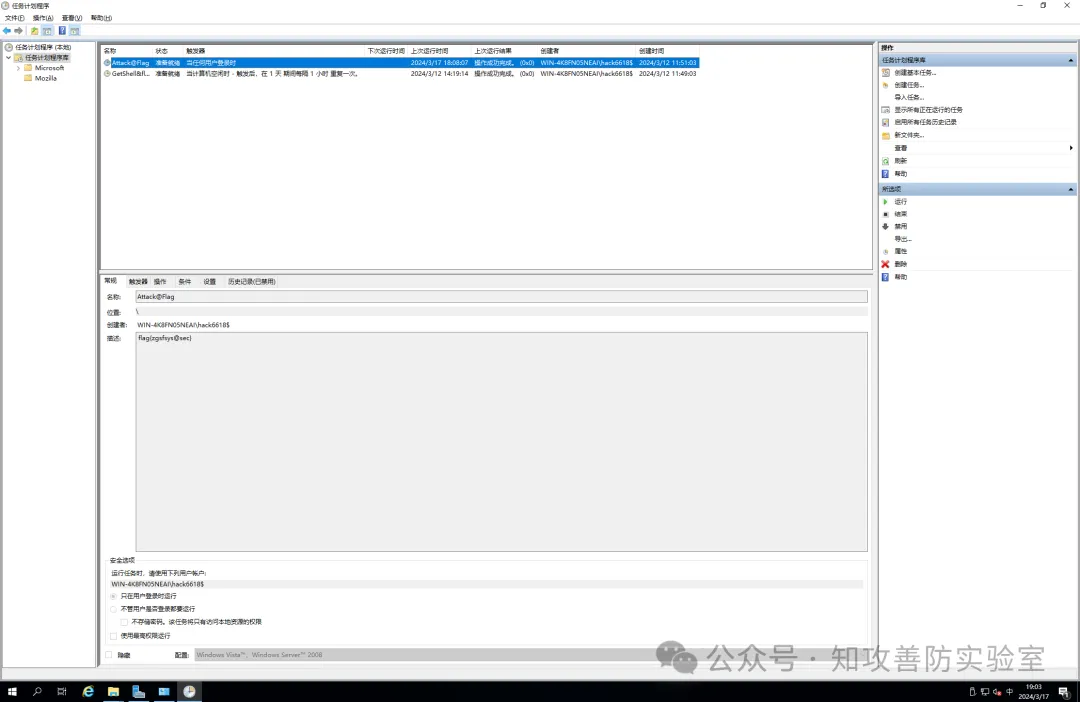 任务计划程序
文件(F) 操作(A) 查看(V) 帮助(H)
任务计划程序 (本地)
任务计划程序库
Microsoft
Mozilla
名称 状态 触发器 下次运行时间 上次运行时间 上次运行结果 创建者 创建时间
Attack@Flag 准备就绪 当任何用户登录时 2024/3/17 18:08:07 操作成功完成。 (0x0) WIN-4K8FN05NEAI\hack6618$ 2024/3/12 11:51:03
GetShell&fl... 准备就绪 当计算机空闲时 - 触发后，在 1 天 期间每隔 1 小时 重复一次。 2024/3/12 14:19:14 操作成功完成。 (0x0) WIN-4K8FN05NEAI\hack6618$ 2024/3/12 11:49:03
常规 触发器 操作 条件 设置 历史记录(已禁用)
名称: Attack@Flag
位置: \
创建者: WIN-4K8FN05NEAI\hack6618$
描述: flag{zgsfsys@sec}
安全选项
运行任务时，请使用下列用户帐户:
WIN-4K8FN05NEAI\hack6618$
只在用户登录时运行
不管用户是否登录都要运行
不存储密码。该任务将只有访问本地资源的权限
使用最高权限运行
隐藏 配置: Windows Vista™、Windows Server™ 2008
操作
任务计划程序库
创建基本任务...
创建任务...
导入任务...
显示所有正在运行的任务
启用所有任务历史记录
新文件夹...
查看
刷新
帮助
所选项
运行
结束
禁用
导出...
属性
删除
帮助
公众号 · 知攻善防实验室
中 19:03
2024/3/17